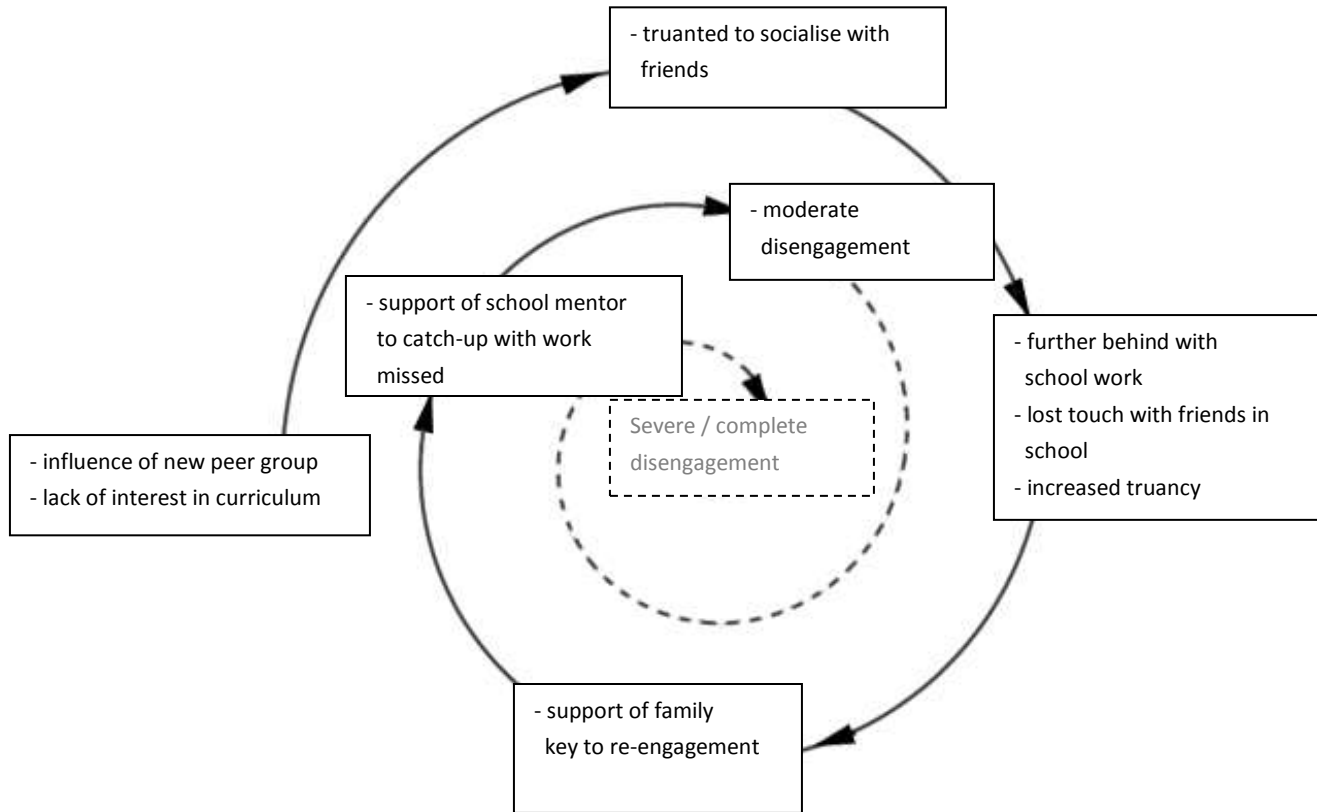 - truanted to socialise with
friends
- moderate
disengagement
- support of school mentor
to catch-up with work
missed
- further behind with
school work
- lost touch with friends in
school
- increased truancy
Severe / complete
disengagement
- influence of new peer group
- lack of interest in curriculum
- support of family
key to re-engagement